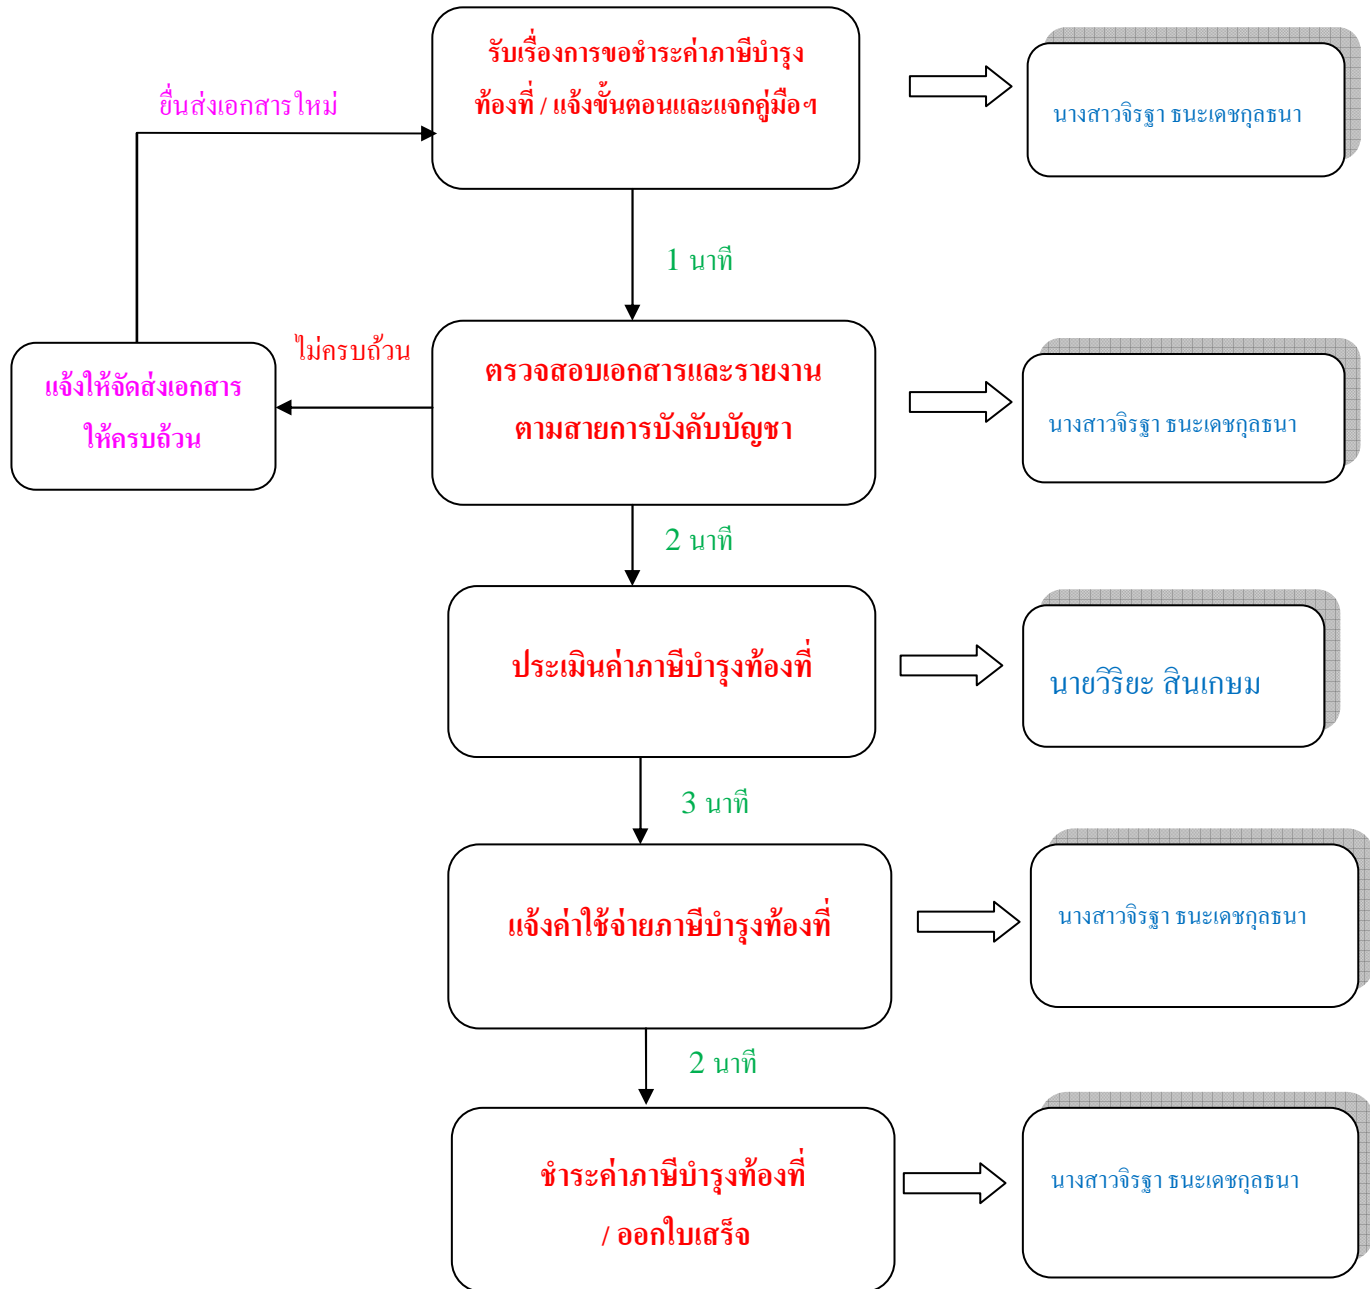 รับเรื่องการขอชำระค่าภาษีบำรุง
ท้องที่ / แจ้งขั้นตอนและแจกคู่มือฯ
นางสาวจิรฐา ธนะเดชกุลธนา
ยื่นส่งเอกสารใหม่
1 นาที
ไม่ครบถ้วน
แจ้งให้จัดส่งเอกสาร
ให้ครบถ้วน
ตรวจสอบเอกสารและรายงาน
ตามสายการบังคับบัญชา
นางสาวจิรฐา ธนะเดชกุลธนา
2 นาที
ประเมินค่าภาษีบำรุงท้องที่
นายวิริยะ สินเกษม
3 นาที
แจ้งค่าใช้จ่ายภาษีบำรุงท้องที่
นางสาวจิรฐา ธนะเดชกุลธนา
2 นาที
ชำระค่าภาษีบำรุงท้องที่
/ ออกใบเสร็จ
นางสาวจิรฐา ธนะเดชกุลธนา